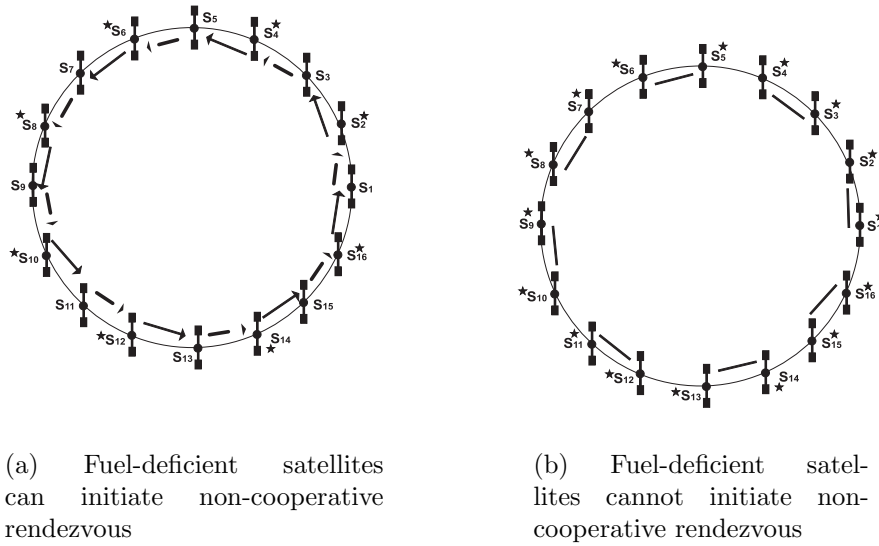 S5
S6
S4
S7
S3
S8
S2
S9
S1
S10
S16
S11
S15
S12
S14
S13
(a) Fuel-deficient satellites
can initiate non-cooperative
rendezvous
S5
S6
S4
S7
S3
S8
S2
S9
S10
S16
S11
S15
S12
S14
S13
(b) Fuel-deficient satel-
lites cannot initiate non-
cooperative rendezvous